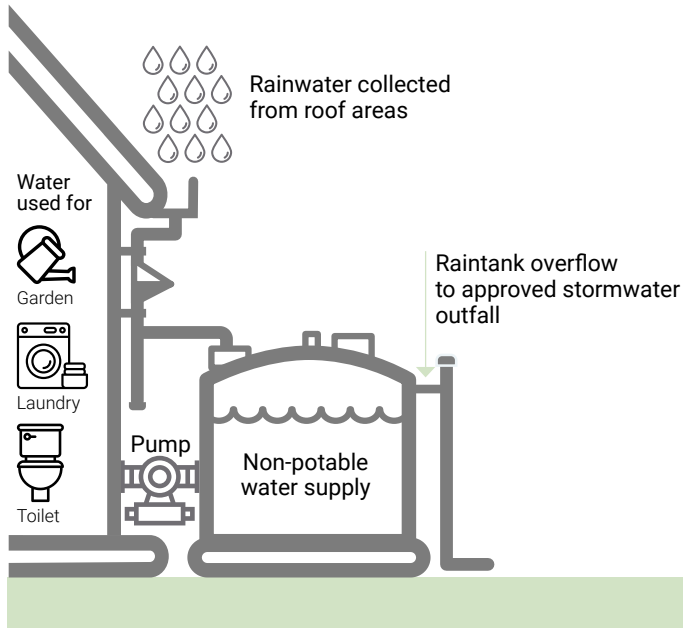 Rainwater collected
from roof areas
Water
used for
Garden
Laundry
Toilet
Pump
Non-potable
water supply
Raintank overflow
to approved stormwater
outfall